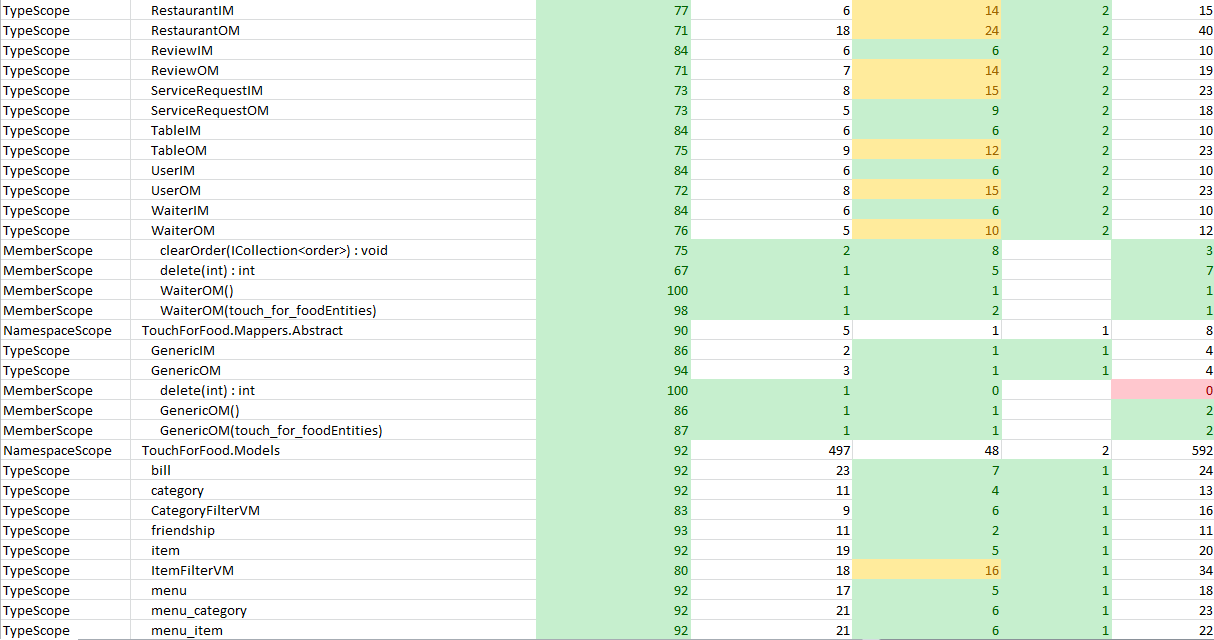 TypeScope RestaurantIM 77 6 14 2 15
TypeScope RestaurantOM 71 18 24 2 40
TypeScope ReviewIM 84 6 6 2 10
TypeScope ReviewOM 71 7 14 2 19
TypeScope ServiceRequestIM 73 8 15 2 23
TypeScope ServiceRequestOM 73 5 9 2 18
TypeScope TableIM 84 6 6 2 10
TypeScope TableOM 75 9 12 2 23
TypeScope UserIM 84 6 6 2 10
TypeScope UserOM 72 8 15 2 23
TypeScope WaiterIM 84 6 6 2 10
TypeScope WaiterOM 76 5 10 2 12
MemberScope clearOrder(ICollection<order>) : void 75 2 8 3
MemberScope delete(int) : int 67 1 5 7
MemberScope WaiterOM() 100 1 1 1
MemberScope WaiterOM(touch_for_foodEntities) 98 1 2 1
NamespaceScope TouchForFood.Mappers.Abstract 90 5 1 1 8
TypeScope GenericIM 86 2 1 1 4
TypeScope GenericOM 94 3 1 1 4
MemberScope delete(int) : int 100 1 0 0
MemberScope GenericOM() 86 1 1 2
MemberScope GenericOM(touch_for_foodEntities) 87 1 1 2
NamespaceScope TouchForFood.Models 92 497 48 2 592
TypeScope bill 92 23 7 1 24
TypeScope category 92 11 4 1 13
TypeScope CategoryFilterVM 83 9 6 1 16
TypeScope friendship 93 11 2 1 11
TypeScope item 92 19 5 1 20
TypeScope ItemFilterVM 80 18 16 1 34
TypeScope menu 92 17 5 1 18
TypeScope menu_category 92 21 6 1 23
TypeScope menu_item 92 21 6 1 22